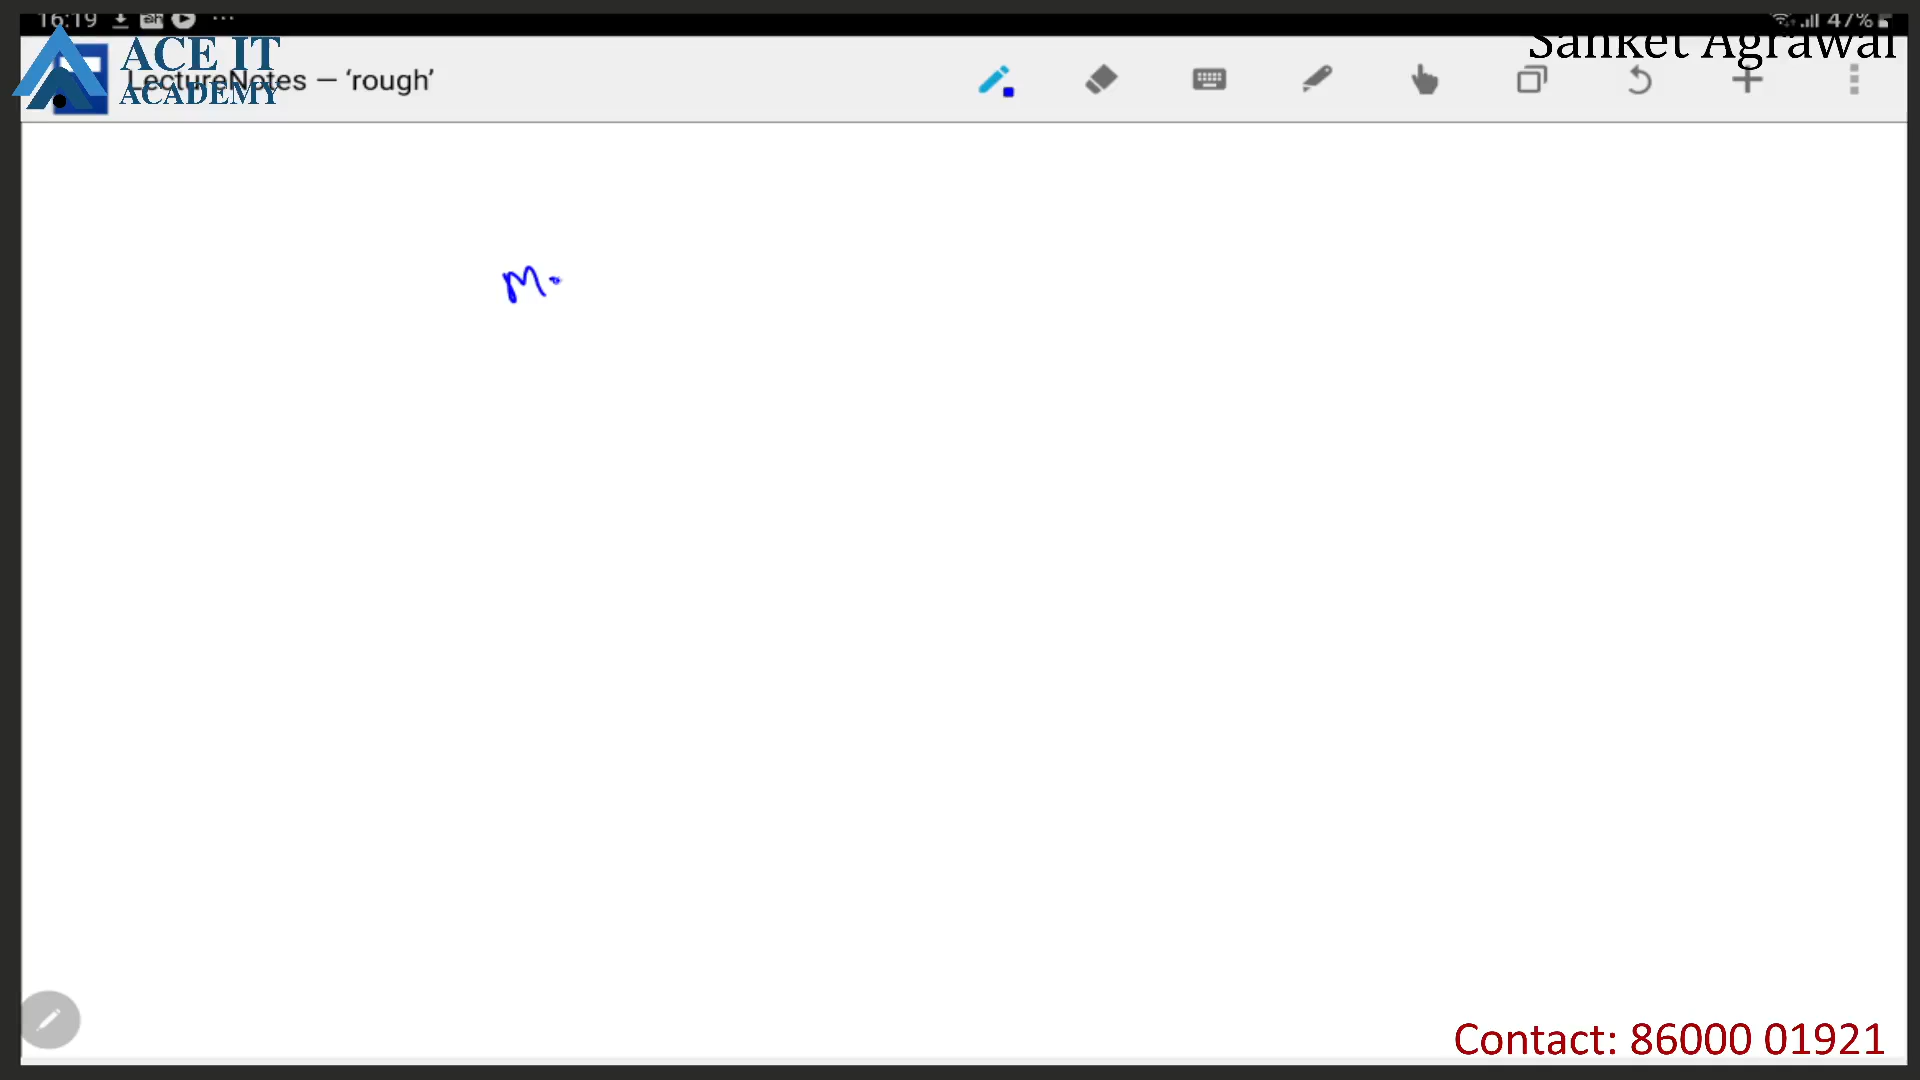 16:19 ... 47%
Sanket Agrawal
ACE IT
ACADEMY
LectureNotes — ‘rough’
M
Contact: 86000 01921